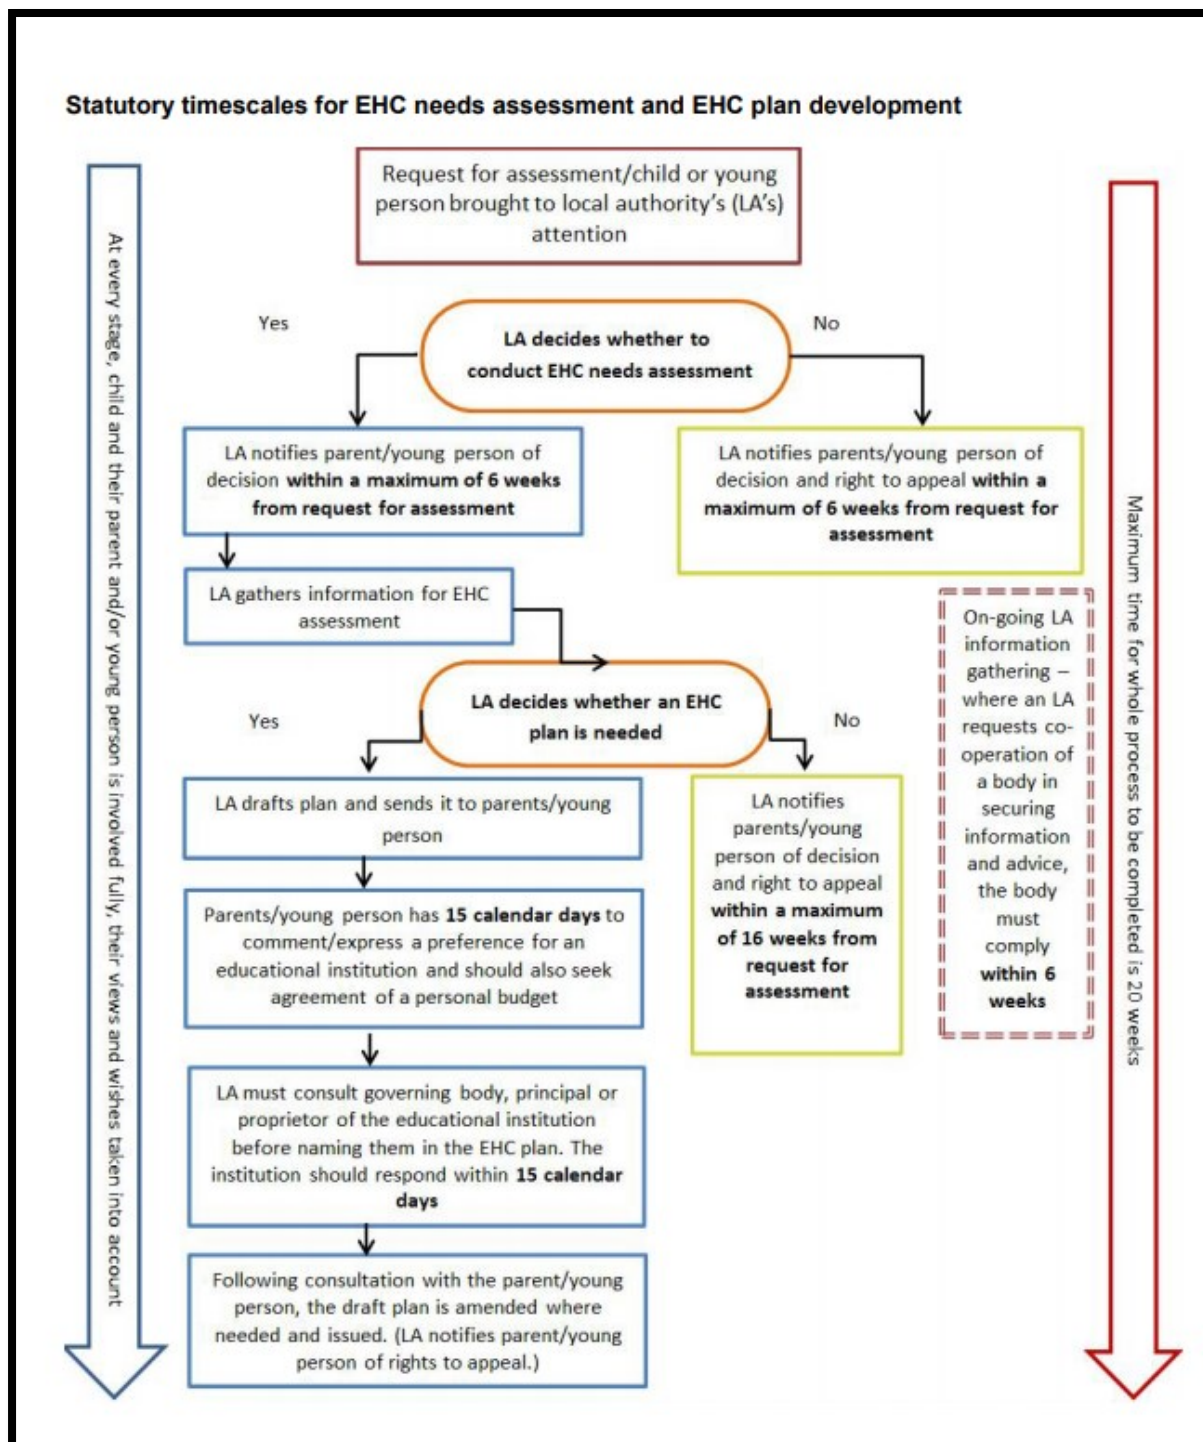 Statutory timescales for EHC needs assessment and EHC plan development
At every stage, child and their parent and/or young person is involved fully, their views and wishes taken into account
Request for assessment/child or young
person brought to local authority's (LA's)
attention
Yes
No
LA decides whether to
conduct EHC needs assessment
LA notifies parent/young person of
decision within a maximum of 6 weeks
from request for assessment
LA notifies parents/young person of
decision and right to appeal within a
maximum of 6 weeks from request for
assessment
LA gathers information for EHC
assessment
On-going LA
information
gathering –
where an LA
requests co-
operation of
a body in
securing
information
and advice,
the body
must
comply
within 6
weeks
LA decides whether an EHC
plan is needed
Yes
No
LA drafts plan and sends it to parents/young
person
LA notifies
parents/young
person of decision
and right to appeal
within a maximum
of 16 weeks from
request for
assessment
Parents/young person has 15 calendar days to
comment/express a preference for an
educational institution and should also seek
agreement of a personal budget
LA must consult governing body, principal or
proprietor of the educational institution
before naming them in the EHC plan. The
institution should respond within 15 calendar
days
Following consultation with the parent/young
person, the draft plan is amended where
needed and issued. (LA notifies parent/young
person of rights to appeal.)
Maximum time for whole process to be completed is 20 weeks